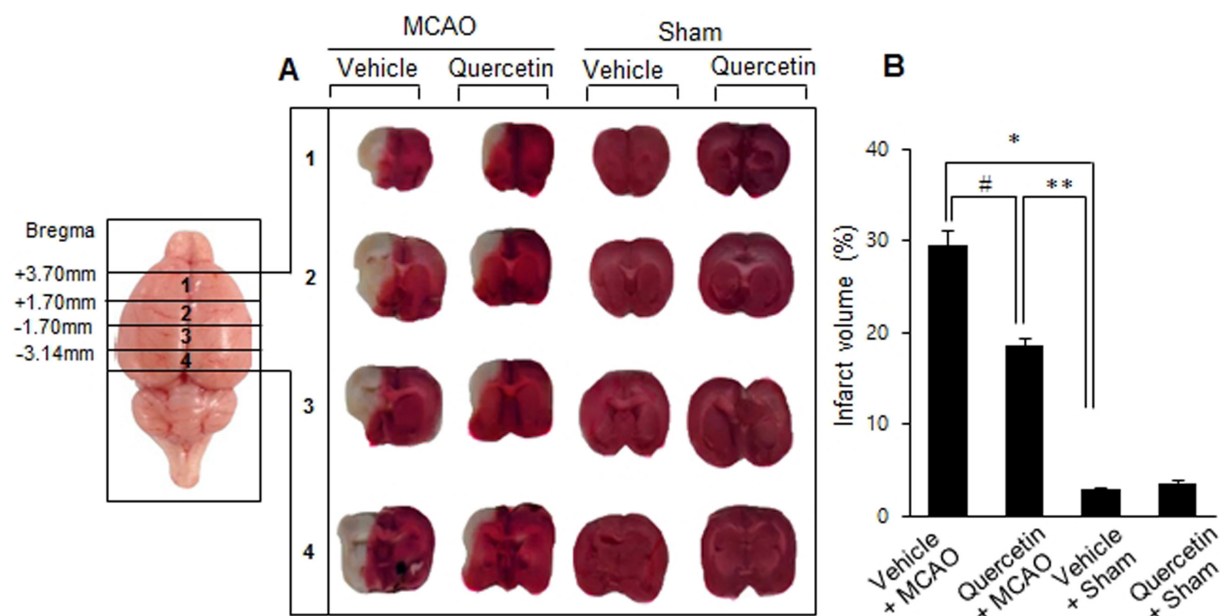 MCAO
Sham
A
Vehicle
Quercetin
Vehicle
Quercetin
B
1
2
3
4
Bregma
+3.70mm
+1.70mm
-1.70mm
-3.14mm
1
2
3
4
Infarct volume (%)
40
30
20
10
0
*
#
**
Vehicle
+ MCAO
Quercetin
+ MCAO
Vehicle
+ Sham
Quercetin
+ Sham